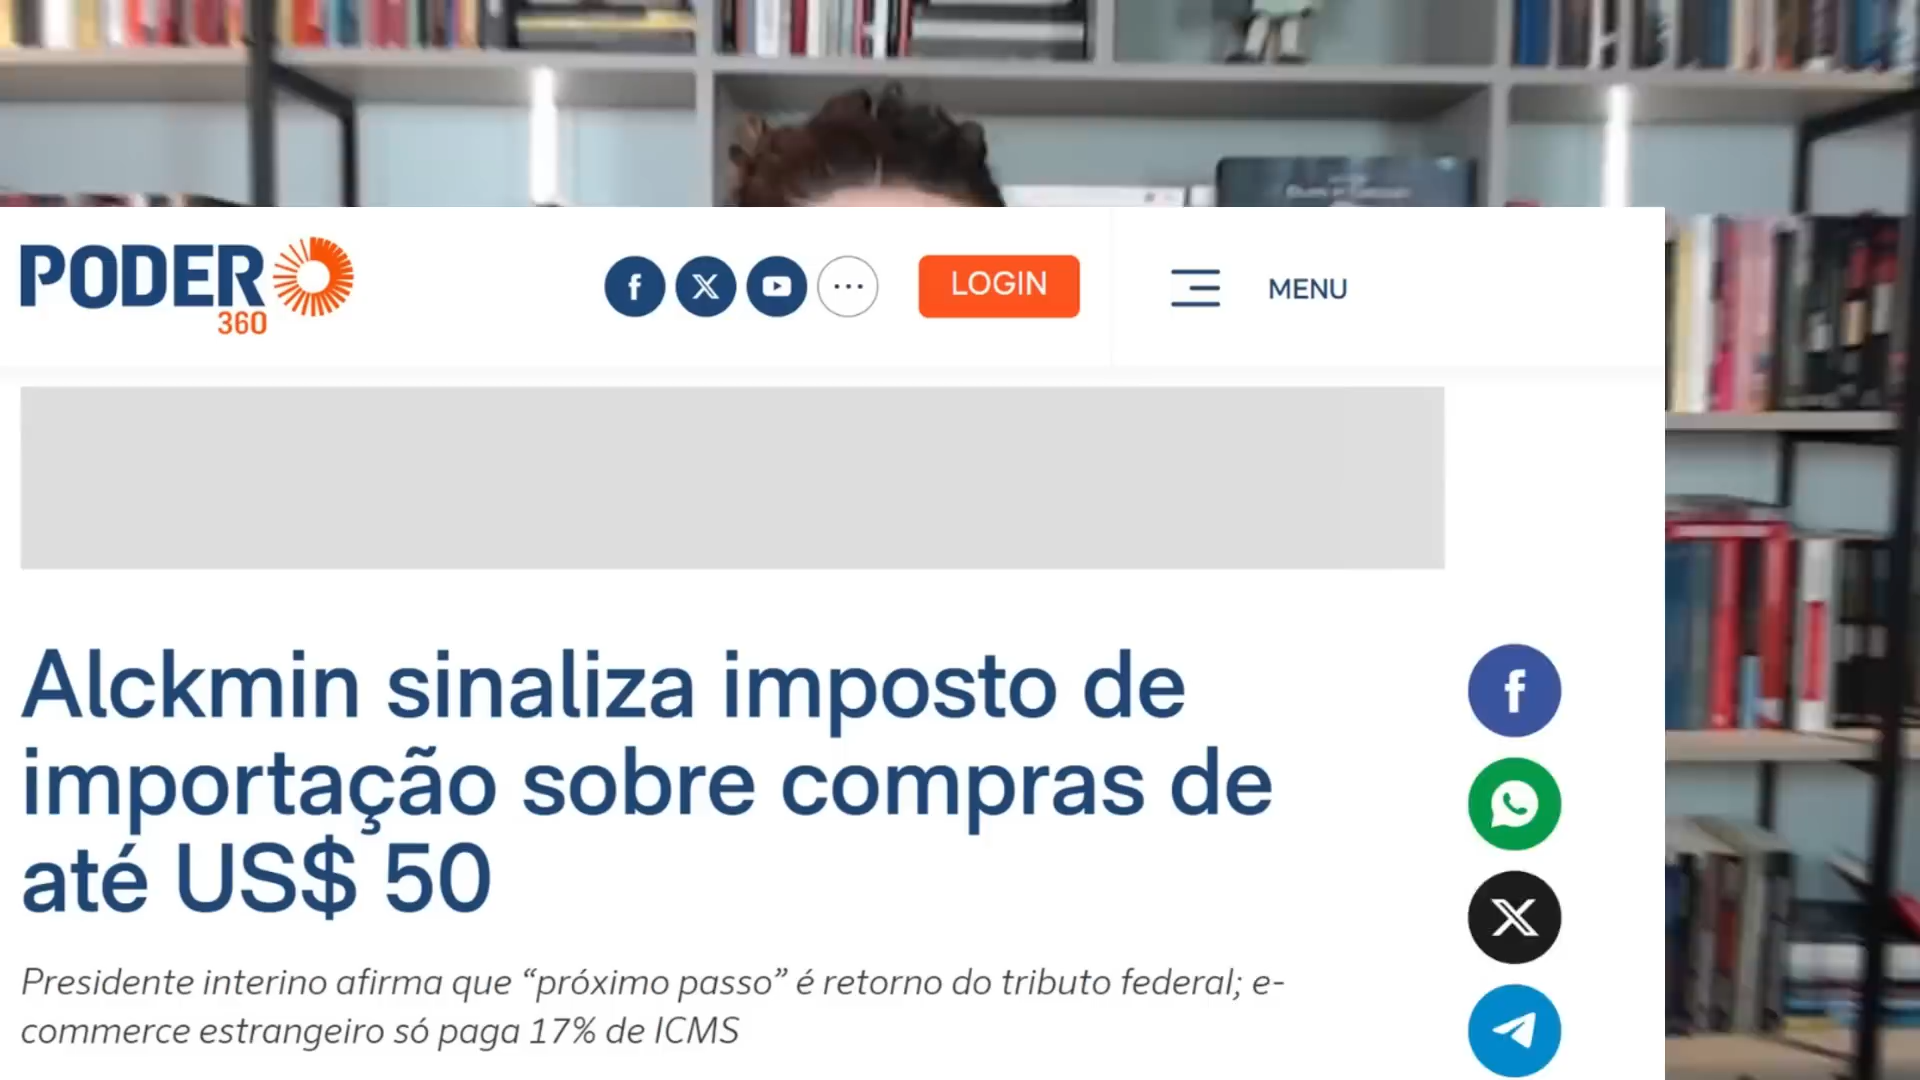 PODER
360
LOGIN
MENU
Alckmin sinaliza imposto de
importação sobre compras de
até US$ 50
Presidente interino afirma que “próximo passo” é retorno do tributo federal; e-
commerce estrangeiro só paga 17% de ICMS